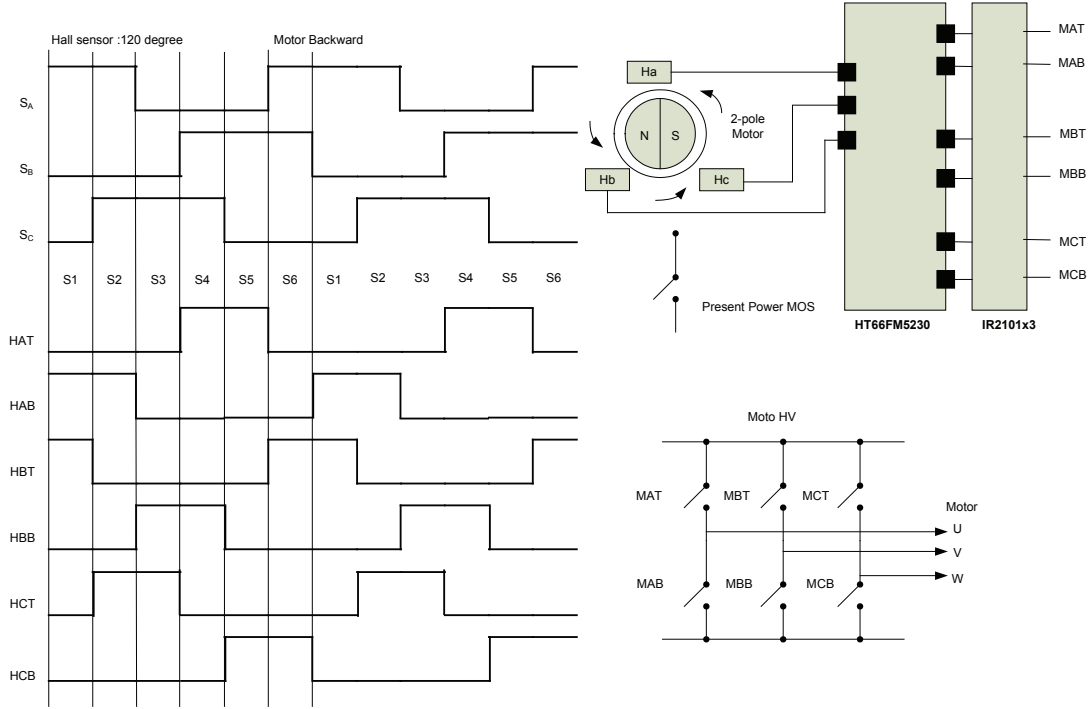 Hall sensor :120 degree
Motor Backward
SA
SB
SC
S1 S2 S3 S4 S5 S6 S1 S2 S3 S4 S5 S6
HAT
HAB
HBT
HBB
HCT
HCB
Ha
N S
2-pole
Motor
Hb
Hc
Present Power MOS
MAT
MAB
MBT
MBB
MCT
MCB
HT66FM5230
IR2101x3
Moto HV
MAT MBT MCT
Motor
U
V
W
MAB MBB MCB